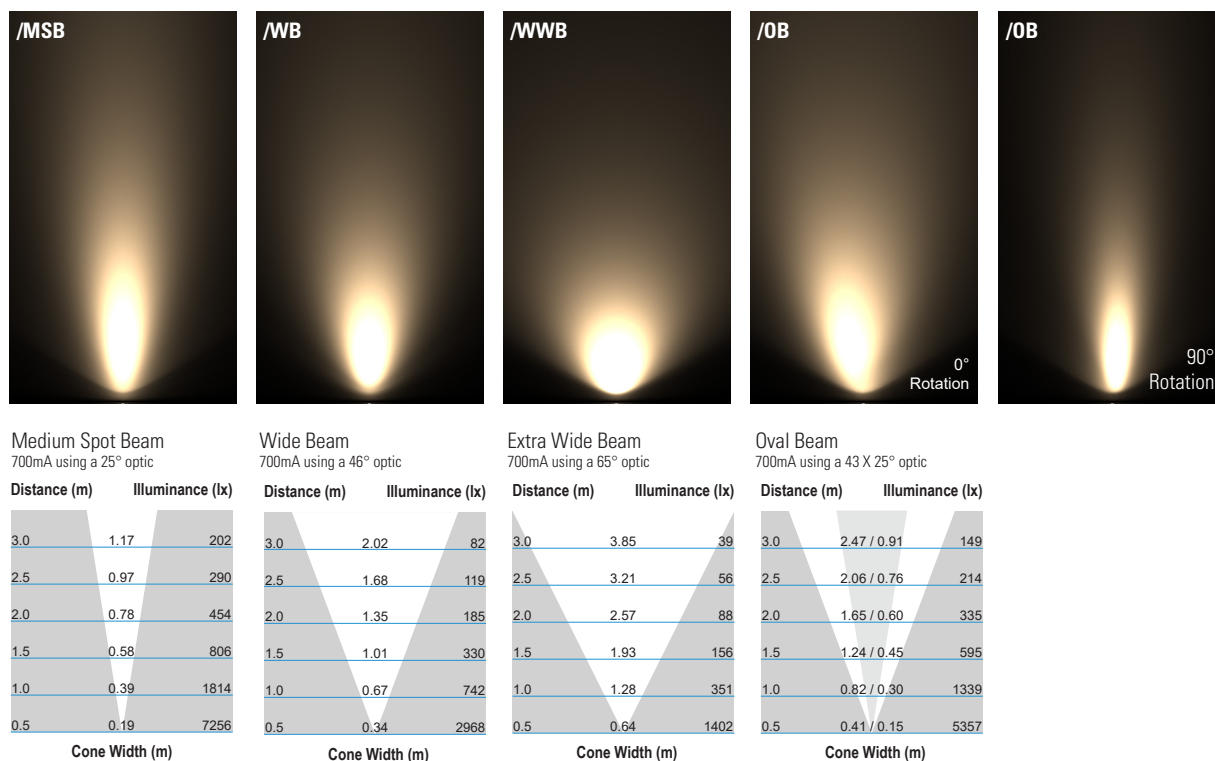 /MSB
/WB
/WWB
/OB
0°
Rotation
/OB
90°
Rotation
Medium Spot Beam
700mA using a 25° optic
Distance (m) Illuminance (lx)
3.0 1.17 202
2.5 0.97 290
2.0 0.78 454
1.5 0.58 806
1.0 0.39 1814
0.5 0.19 7256
Cone Width (m)
Wide Beam
700mA using a 46° optic
Distance (m) Illuminance (lx)
3.0 2.02 82
2.5 1.68 119
2.0 1.35 185
1.5 1.01 330
1.0 0.67 742
0.5 0.34 2968
Cone Width (m)
Extra Wide Beam
700mA using a 65° optic
Distance (m) Illuminance (lx)
3.0 3.85 39
2.5 3.21 56
2.0 2.57 88
1.5 1.93 156
1.0 1.28 351
0.5 0.64 1402
Cone Width (m)
Oval Beam
700mA using a 43 X 25° optic
Distance (m) Illuminance (lx)
3.0 2.47 / 0.91 149
2.5 2.06 / 0.76 214
2.0 1.65 / 0.60 335
1.5 1.24 / 0.45 595
1.0 0.82 / 0.30 1339
0.5 0.41 / 0.15 5357
Cone Width (m)